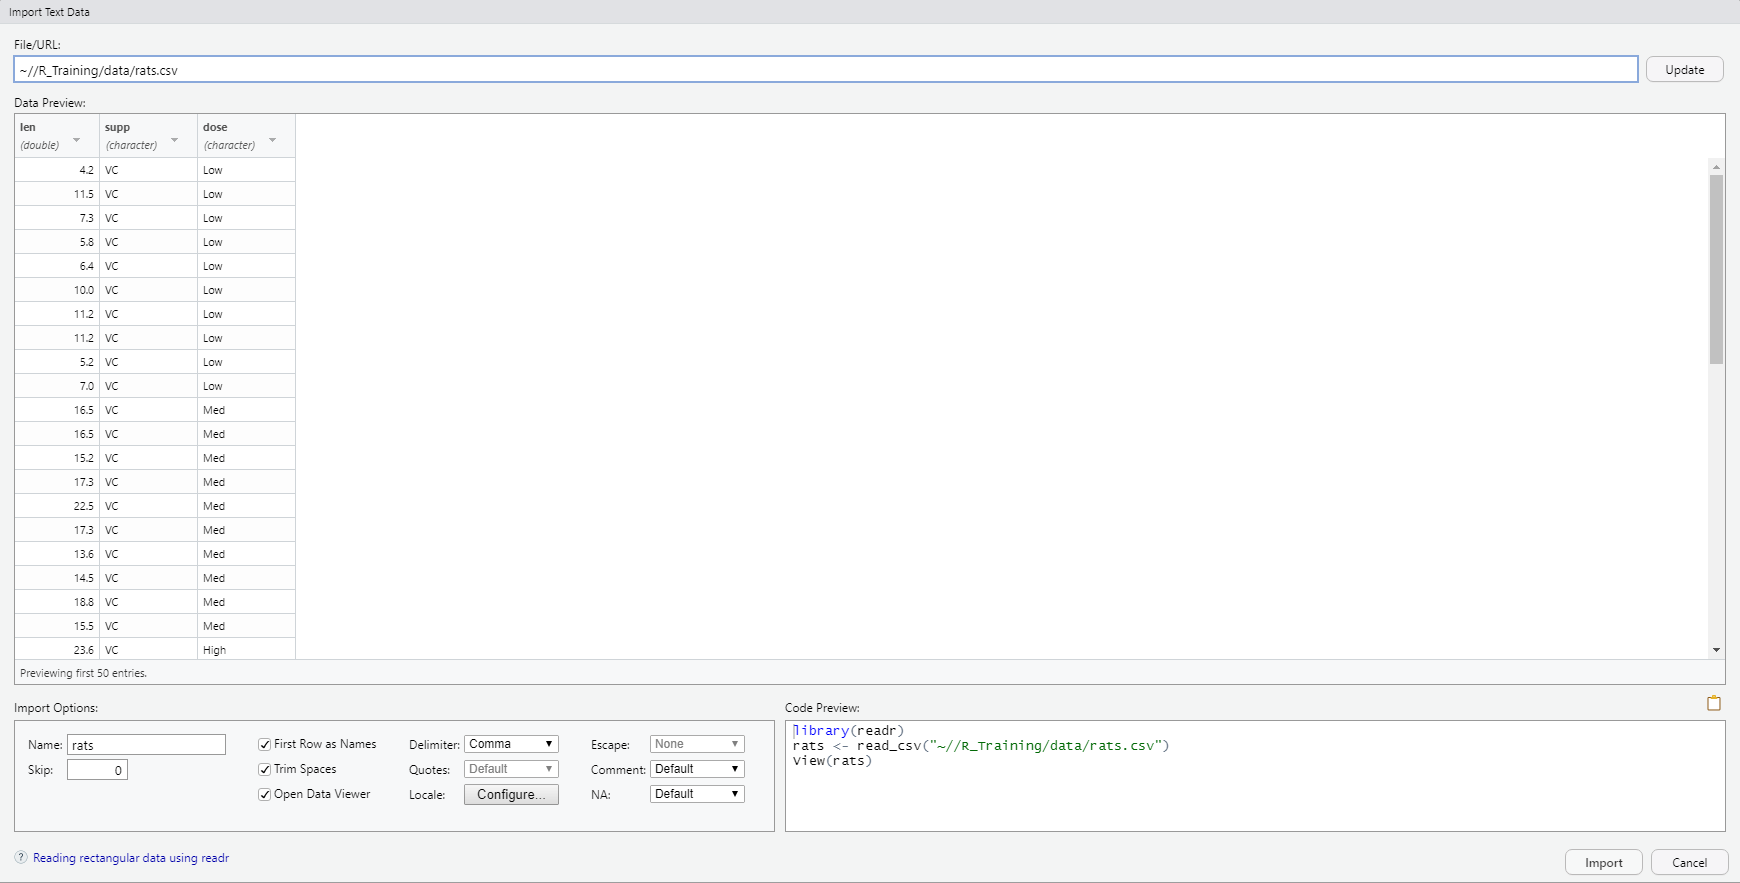 Import Text Data
File/URL:
~//R_Training/data/rats.csv
Update
Data Preview:
len supp dose
(double) (character) (character)
4.2 VC Low
11.5 VC Low
7.3 VC Low
5.8 VC Low
6.4 VC Low
10.0 VC Low
11.2 VC Low
11.2 VC Low
5.2 VC Low
7.0 VC Low
16.5 VC Med
16.5 VC Med
15.2 VC Med
17.3 VC Med
22.5 VC Med
17.3 VC Med
13.6 VC Med
14.5 VC Med
18.8 VC Med
15.5 VC Med
23.6 VC High
Previewing first 50 entries.
Import Options:
Name: rats
Skip: 0
First Row as Names
Trim Spaces
Open Data Viewer
Delimiter: Comma
Quotes: Default
Locale: Configure...
Escape: None
Comment: Default
NA: Default
Code Preview:
library(readr)
rats <- read_csv("~//R_Training/data/rats.csv")
View(rats)
? Reading rectangular data using readr
Import
Cancel